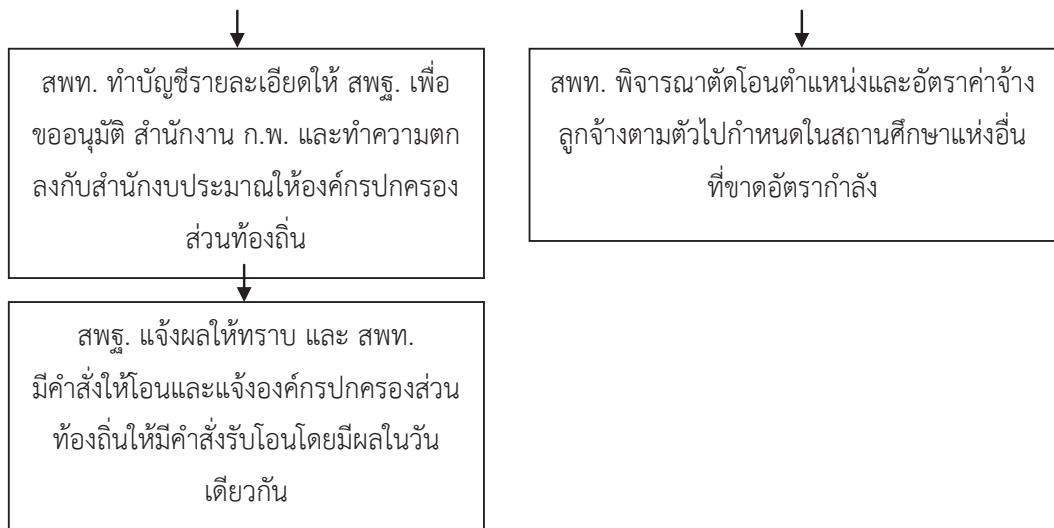 สพท. ทำบัญชีรายละเอียดให้ สพฐ. เพื่อ
ขออนุมัติ สำนักงาน ก.พ. และทำความตก
ลงกับสำนักงบประมาณให้องค์กรปกครอง
ส่วนท้องถิ่น
สพฐ. แจ้งผลให้ทราบ และ สพท.
มีคำสั่งให้โอนและแจ้งองค์กรปกครองส่วน
ท้องถิ่นให้มีคำสั่งรับโอนโดยมีผลในวัน
เดียวกัน
สพท. พิจารณาตัดโอนตำแหน่งและอัตราค่าจ้าง
ลูกจ้างตามตัวไปกำหนดในสถานศึกษาแห่งอื่น
ที่ขาดอัตรากำลัง